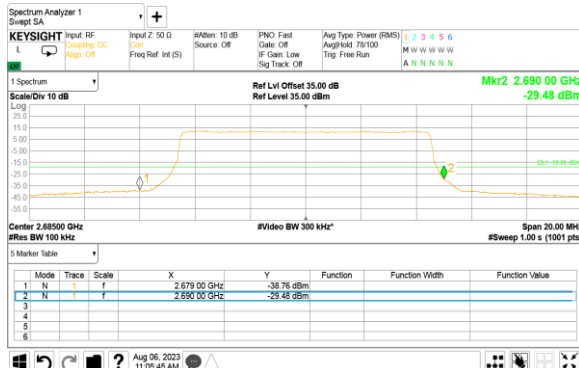 Spectrum Analyzer 1
Swept SA
KEYSIGHT Input: RF Input Z: 50 Ω #Atten: 10 dB PNO: Fast Avg Type: Power (RMS) 1 2 3 4 5 6
L Coupling: DC Corr Source: Off Gate: Off Avg|Hold: 78/100 M W W W W W
Align: Off Freq Ref: Int (S) IF Gain: Low Trig: Free Run
Sig Track: Off A N N N N N
1 Spectrum Ref Lvl Offset 35.00 dB Mkr2 2.690 00 GHz
Scale/Div 10 dB Ref Level 35.00 dBm -29.48 dBm
Log
25.0
15.0
5.00
-5.00
-15.0
-25.0
-35.0
-45.0
-55.0
1
2
Center 2.68500 GHz #Video BW 300 kHz* Span 20.00 MHz
#Res BW 100 kHz #Sweep 1.00 s (1001 pts)
5 Marker Table
Mode Trace Scale X Y Function Function Width Function Value
1 N 1 f 2.679 00 GHz -38.76 dBm
2 N 1 f 2.690 00 GHz -29.48 dBm
3
4
5
6
? Aug 06, 2023
11:05:45 AM